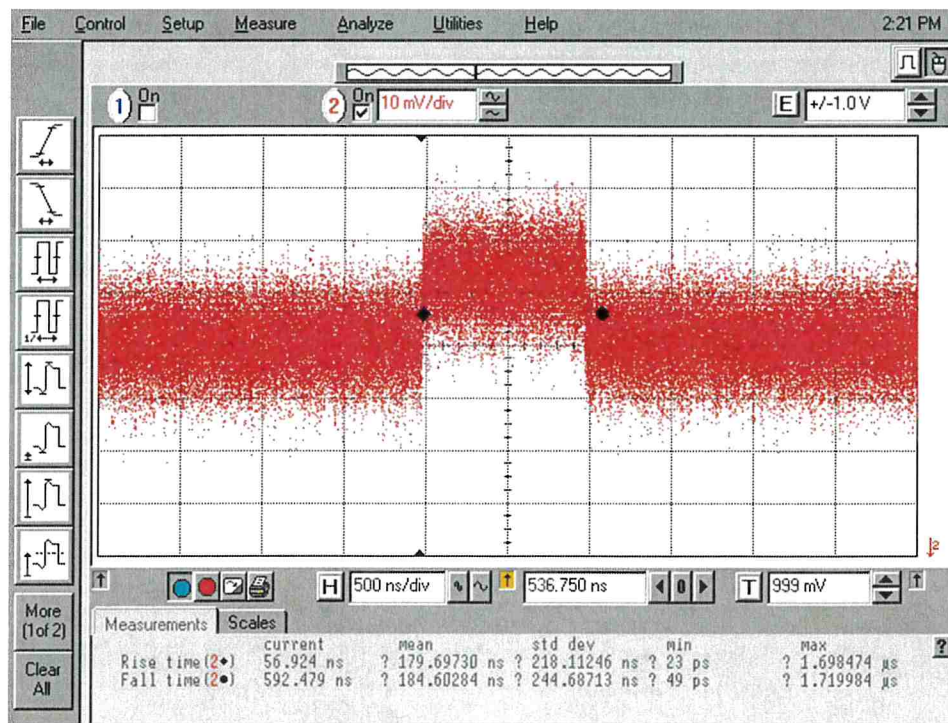 File Control Setup Measure Analyze Utilities Help 2:21 PM
1 On 2 On 10 mV/div E +/-1.0 V
1/
2
H 500 ns/div 536.750 ns 0 T 999 mV
More
(1of 2)
Clear
All
Measurements Scales ?
current mean std dev min max
Rise time(2◆) 56.924 ns ? 179.69730 ns ? 218.11246 ns ? 23 ps ? 1.698474 µs
Fall time(2●) 592.479 ns ? 184.60284 ns ? 244.68713 ns ? 49 ps ? 1.719984 µs